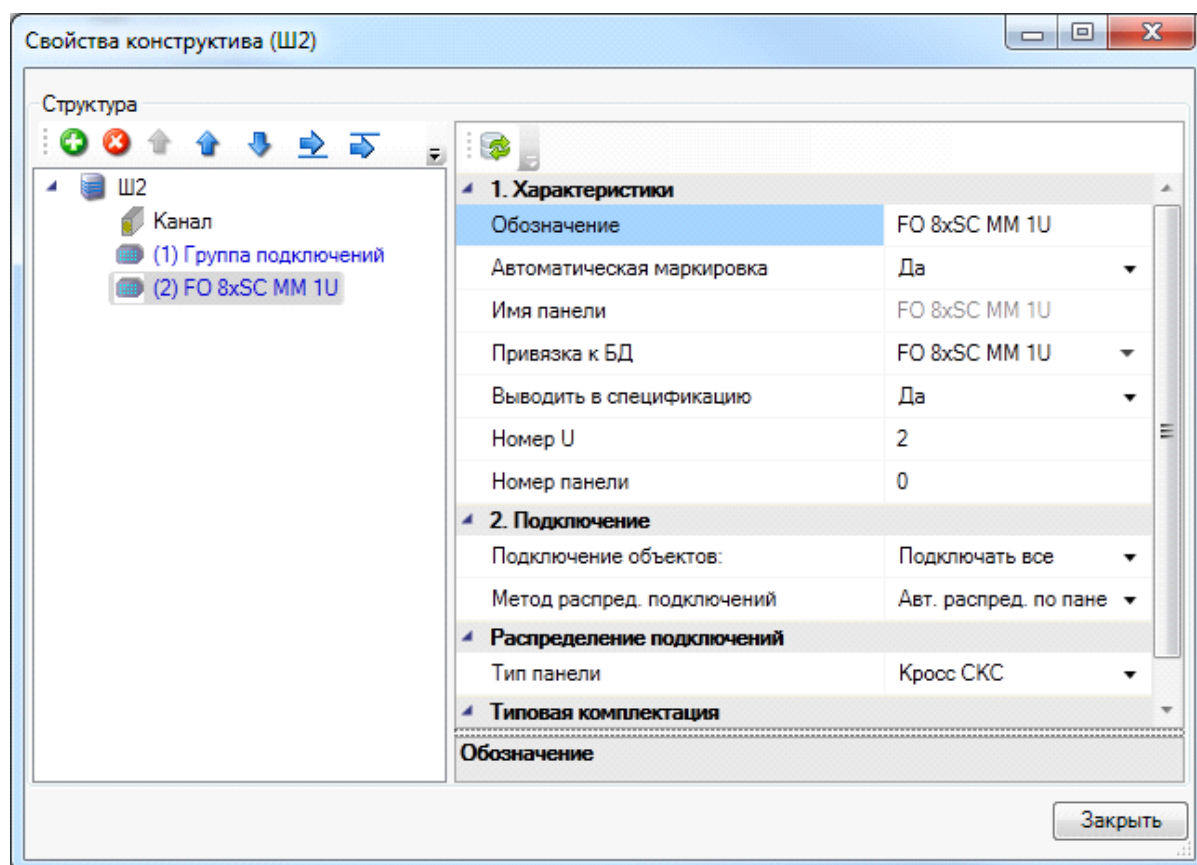 Свойства конструктива (Ш2)
Структура
Ш2
Канал
(1) Группа подключений
(2) FO 8xSC MM 1U
1. Характеристики
Обозначение FO 8xSC MM 1U
Автоматическая маркировка Да
Имя панели FO 8xSC MM 1U
Привязка к БД FO 8xSC MM 1U
Выводить в спецификацию Да
Номер U 2
Номер панели 0
2. Подключение
Подключение объектов: Подключать все
Метод распред. подключений Авт. распред. по пане
Распределение подключений
Тип панели Кросс СКС
Типовая комплектация
Обозначение
Закрыть